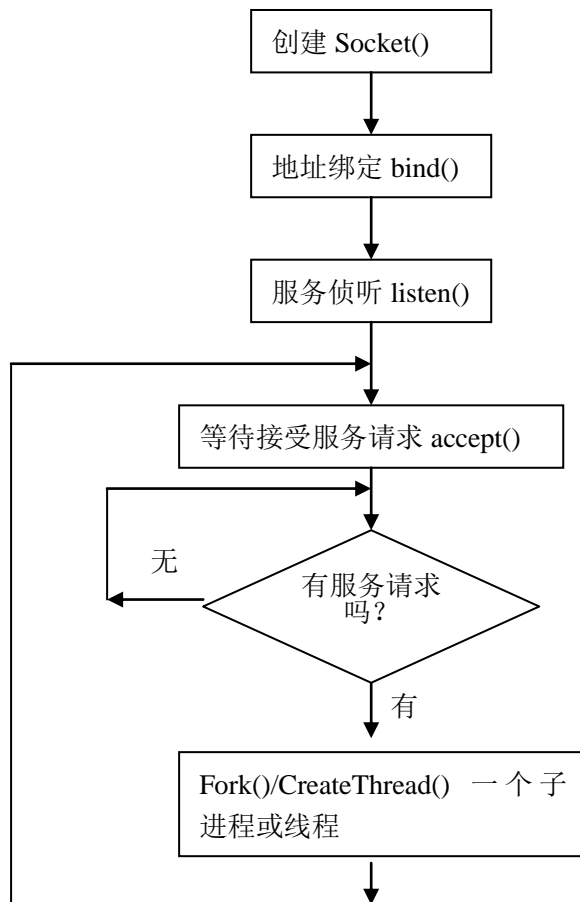 创建 Socket()
地址绑定 bind()
服务侦听 listen()
等待接受服务请求 accept()
无
有服务请求
吗？
有
Fork()/CreateThread() 一 个 子
进程或线程